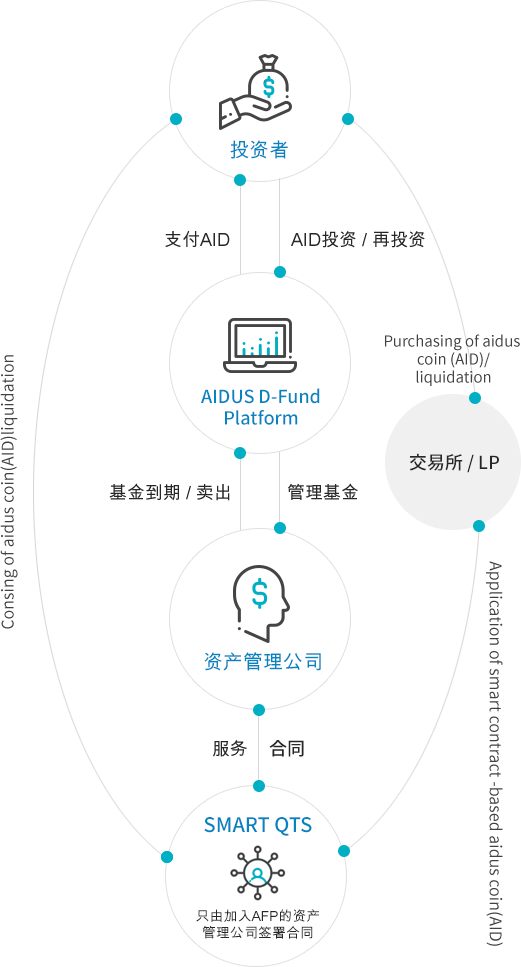 投资者
支付AID
AID投资 / 再投资
AIDUS D-Fund
Platform
Purchasing of aidus
coin (AID)/
liquidation
交易所 / LP
Consing of aidus coin(AID)liquidation
基金到期 / 卖出
管理基金
资产管理公司
服务
合同
Application of smart contract -based aidus coin(AID)
SMART QTS
只由加入AFP的资产
管理公司签署合同